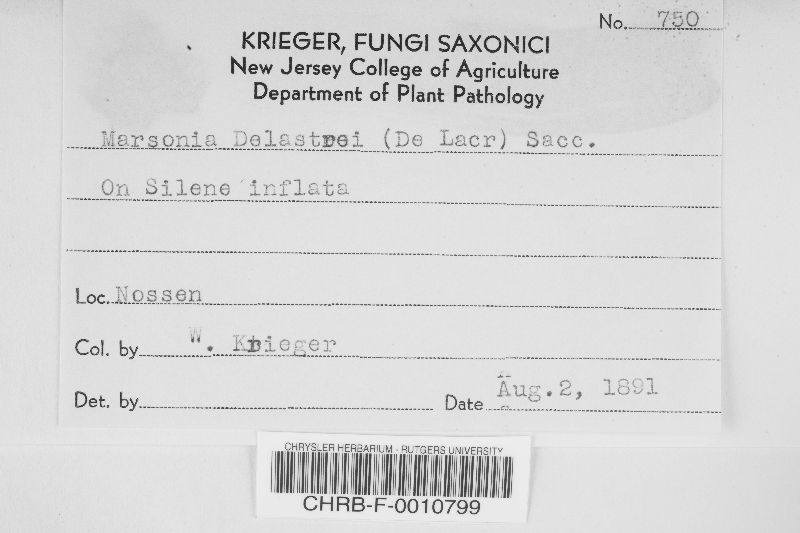 No. 750
KRIEGER, FUNGI SAXONICI
New Jersey College of Agriculture
Department of Plant Pathology
Marsonia Delastrei (De Lacr) Sacc.
On Silene inflata
Loc. Nossen
Col. by W. Krieger
Det. by
Date Aug. 2, 1891
CHRYSLER HERBARIUM - RUTGERS UNIVERSITY
CHRB-F-0010799